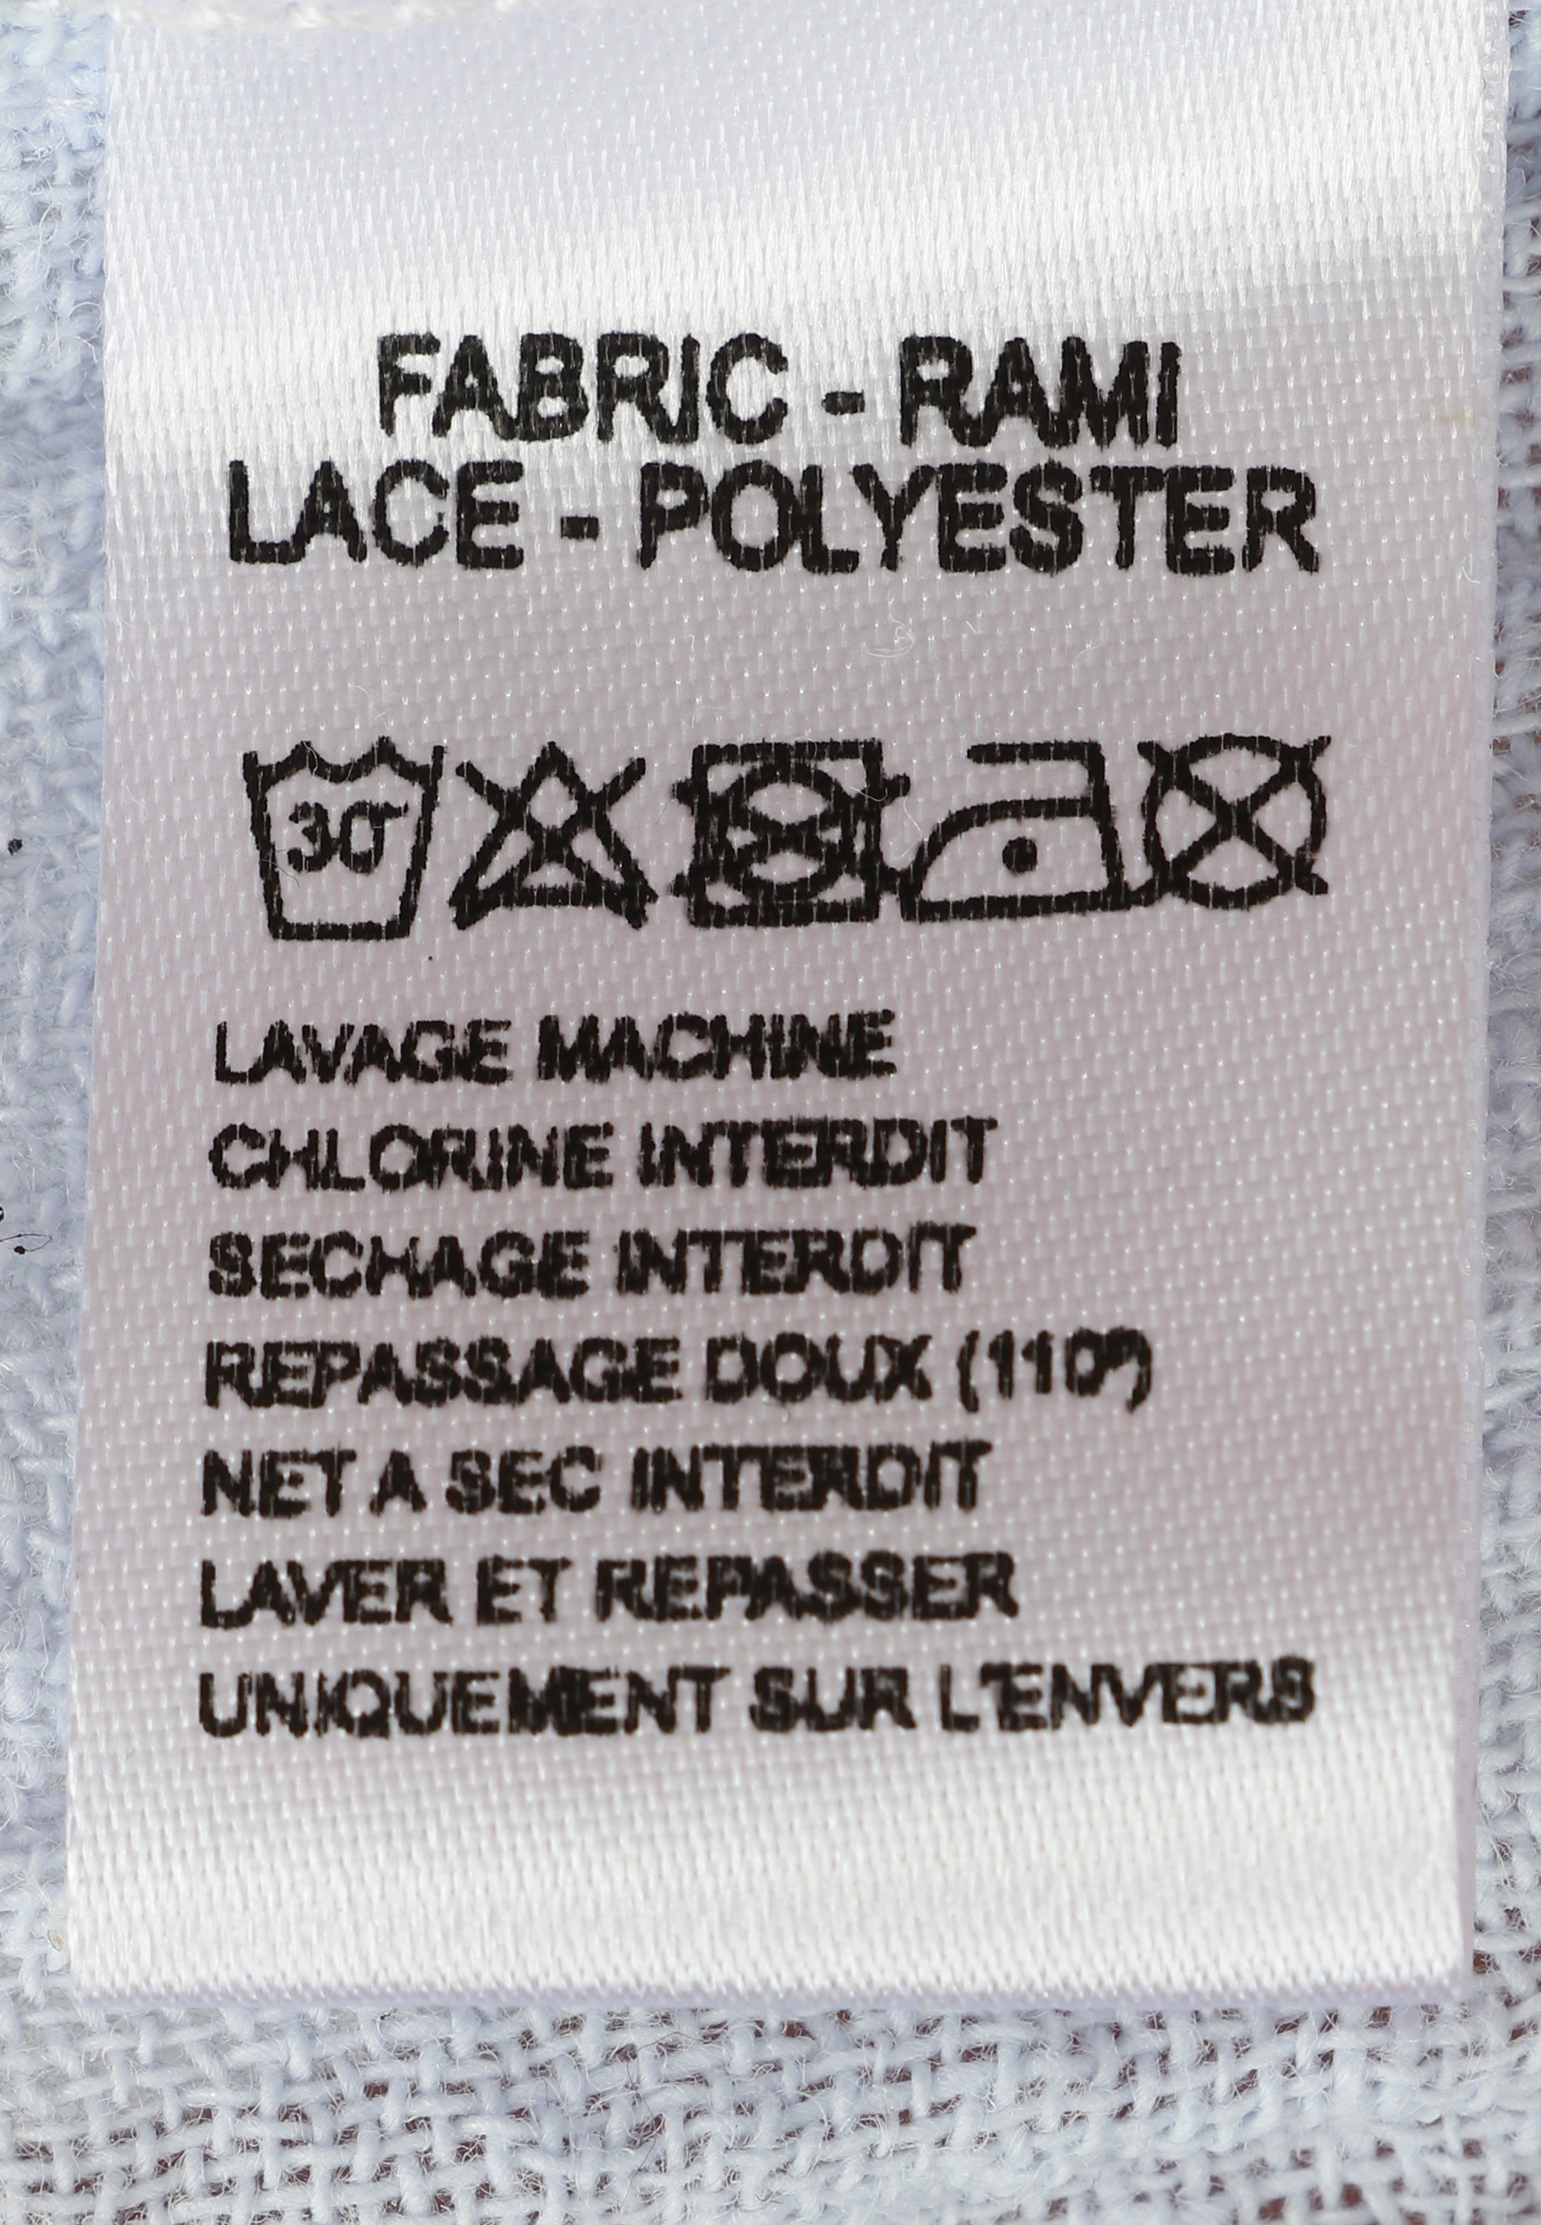 FABRIC - RAMI
LACE - POLYESTER
30°
LAVAGE MACHINE
CHLORINE INTERDIT
SECHAGE INTERDIT
REPASSAGE DOUX (110º)
NET A SEC INTERDIT
LAVER ET REPASSER
UNIQUEMENT SUR L'ENVERS